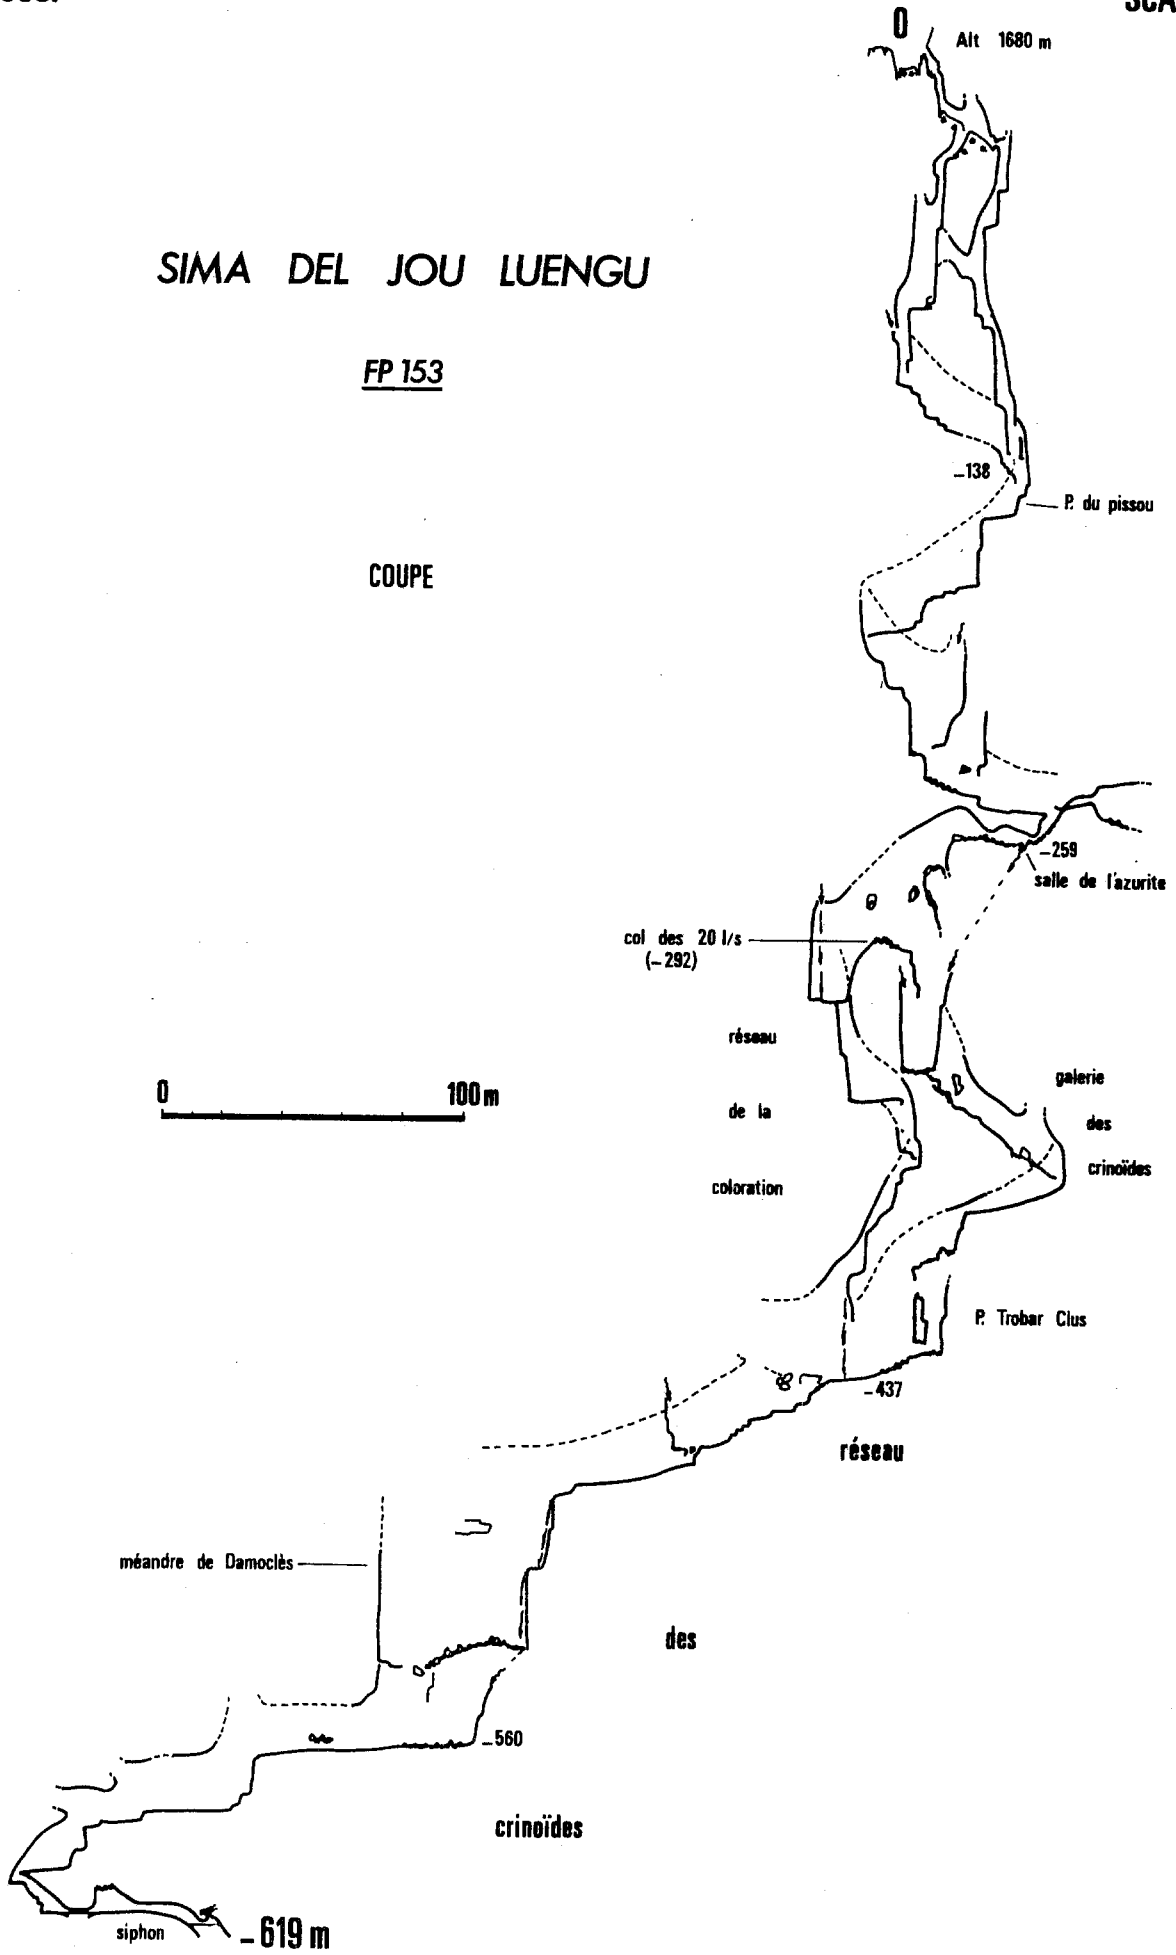 0
Alt 1680 m
SIMA DEL JOU LUENGU
FP 153
_138
P. du pissou
COUPE
_259
salle de l'azurite
col des 20 l/s
(_292)
réseau
de la
coloration
0 100 m
galerie
des
crinoïdes
P. Trobar Clus
_437
réseau
méandre de Damoclès
des
_560
crinoïdes
siphon
_619 m